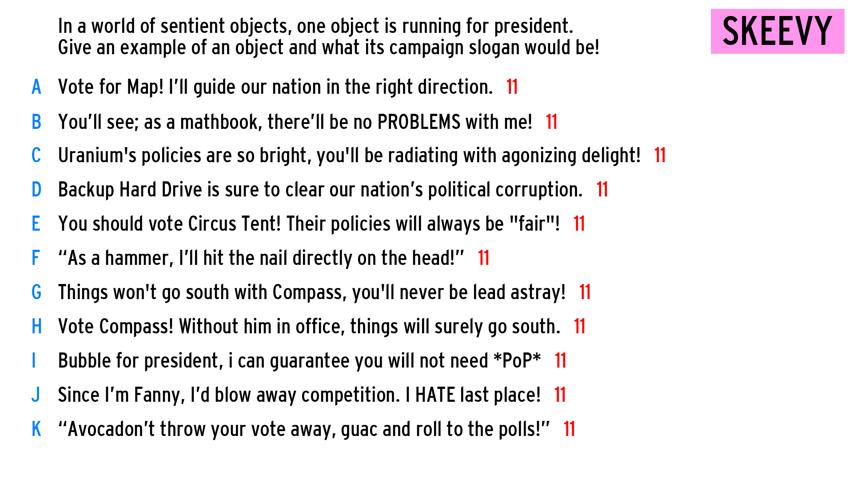 In a world of sentient objects, one object is running for president.
Give an example of an object and what its campaign slogan would be!
SKEEVY
A Vote for Map! I'll guide our nation in the right direction. 11
B You'll see; as a mathbook, there'll be no PROBLEMS with me! 11
C Uranium's policies are so bright, you'll be radiating with agonizing delight! 11
D Backup Hard Drive is sure to clear our nation's political corruption. 11
E You should vote Circus Tent! Their policies will always be "fair"! 11
F “As a hammer, I'll hit the nail directly on the head!” 11
G Things won't go south with Compass, you'll never be lead astray! 11
H Vote Compass! Without him in office, things will surely go south. 11
I Bubble for president, i can guarantee you will not need *PoP* 11
J Since I'm Fanny, I'd blow away competition. I HATE last place! 11
K “Avocadon't throw your vote away, guac and roll to the polls!” 11